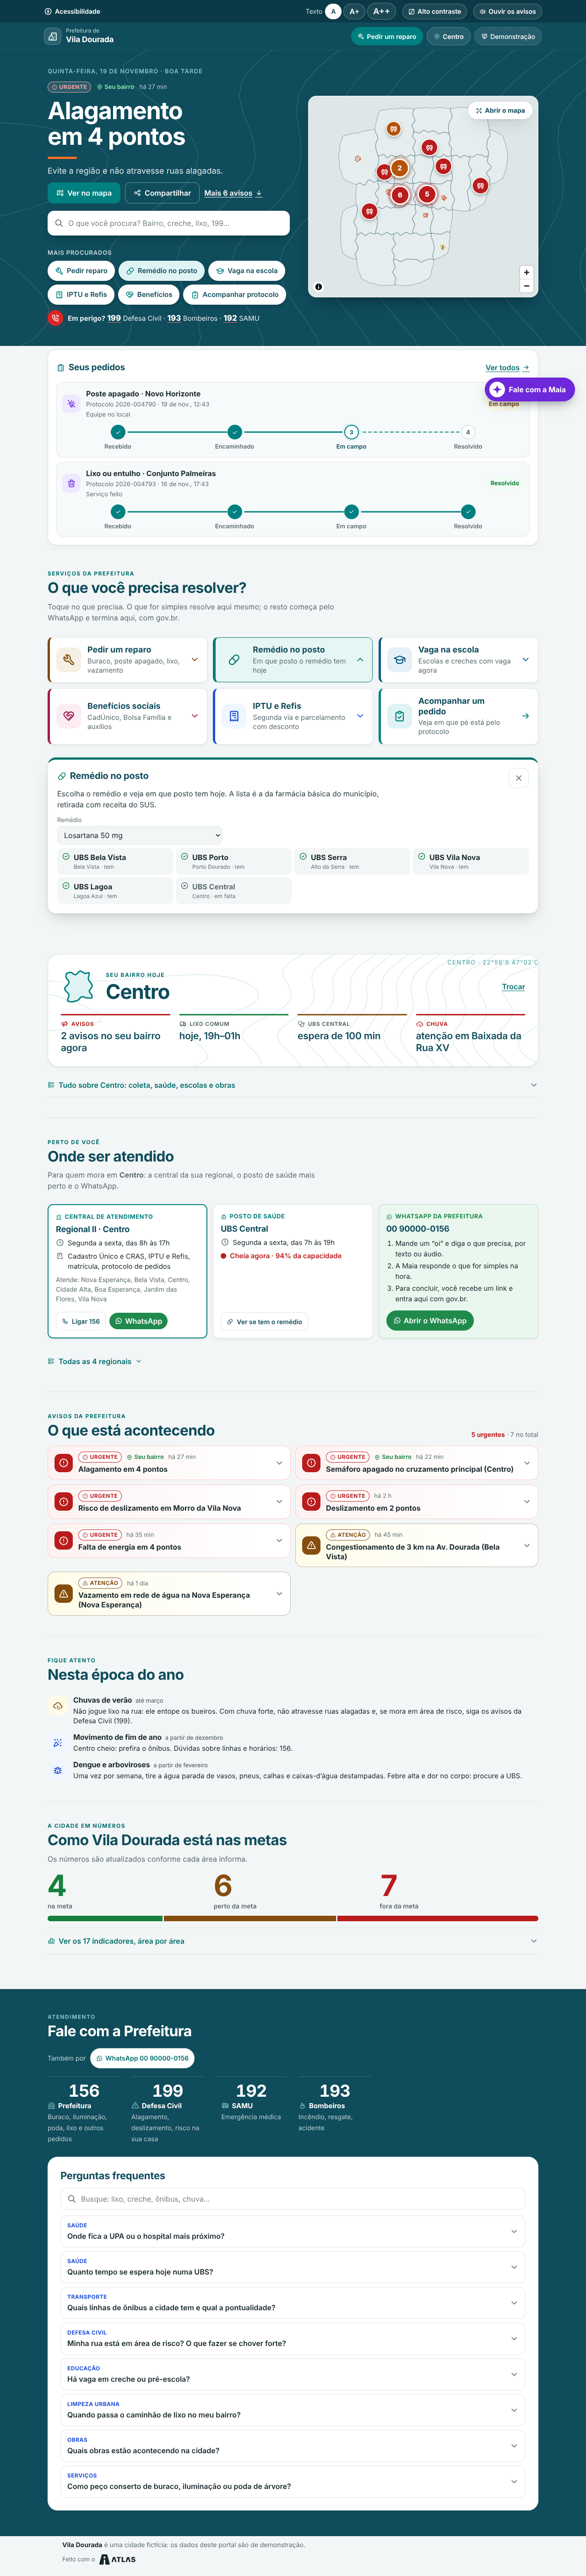 Acessibilidade
Texto A A+ A++ Alto contraste Ouvir os avisos
Prefeitura de
Vila Dourada
Pedir um reparo Centro Demonstração
QUINTA-FEIRA, 19 DE NOVEMBRO · BOA TARDE
URGENTE Seu bairro · há 27 min
Alagamento
em 4 pontos
Evite a região e não atravesse ruas alagadas.
Ver no mapa Compartilhar Mais 6 avisos
O que você procura? Bairro, creche, lixo, 199...
MAIS PROCURADOS
Pedir reparo Remédio no posto Vaga na escola
IPTU e Refis Benefícios Acompanhar protocolo
Em perigo? 199 Defesa Civil · 193 Bombeiros · 192 SAMU
Abrir o mapa
2
6
5
+
−
Seus pedidos
Ver todos
Fale com a Maia
Poste apagado · Novo Horizonte
Protocolo 2026-004790 · 19 de nov., 12:43
Equipe no local
Em campo
3
4
Recebido Encaminhado Em campo Resolvido
Lixo ou entulho · Conjunto Palmeiras
Protocolo 2026-004793 · 16 de nov., 17:43
Serviço feito
Resolvido
Recebido Encaminhado Em campo Resolvido
SERVIÇOS DA PREFEITURA
O que você precisa resolver?
Toque no que precisa. O que for simples resolve aqui mesmo; o resto começa pelo
WhatsApp e termina aqui, com gov.br.
Pedir um reparo
Buraco, poste apagado, lixo,
vazamento
Remédio no posto
Em que posto o remédio tem
hoje
Vaga na escola
Escolas e creches com vaga
agora
Benefícios sociais
CadÚnico, Bolsa Família e
auxílios
IPTU e Refis
Segunda via e parcelamento
com desconto
Acompanhar um
pedido
Veja em que pé está pelo
protocolo
Remédio no posto
Escolha o remédio e veja em que posto tem hoje. A lista é a da farmácia básica do município,
retirada com receita do SUS.
Remédio
Losartana 50 mg
UBS Bela Vista
Bela Vista · tem
UBS Porto
Porto Dourado · tem
UBS Serra
Alto da Serra · tem
UBS Vila Nova
Vila Nova · tem
UBS Lagoa
Lagoa Azul · tem
UBS Central
Centro · em falta
CENTRO · 22°58'S 47°02'O
SEU BAIRRO HOJE
Centro
Trocar
AVISOS
2 avisos no seu bairro
agora
LIXO COMUM
hoje, 19h–01h
UBS CENTRAL
espera de 100 min
CHUVA
atenção em Baixada da
Rua XV
Tudo sobre Centro: coleta, saúde, escolas e obras
PERTO DE VOCÊ
Onde ser atendido
Para quem mora em Centro: a central da sua regional, o posto de saúde mais
perto e o WhatsApp.
CENTRAL DE ATENDIMENTO
Regional II · Centro
Segunda a sexta, das 8h às 17h
Cadastro Único e CRAS, IPTU e Refis,
matrícula, protocolo de pedidos
Atende: Nova Esperança, Bela Vista, Centro,
Cidade Alta, Boa Esperança, Jardim das
Flores, Vila Nova
Ligar 156 WhatsApp
POSTO DE SAÚDE
UBS Central
Segunda a sexta, das 7h às 19h
Cheia agora · 94% da capacidade
Ver se tem o remédio
WHATSAPP DA PREFEITURA
00 90000-0156
1. Mande um "oi" e diga o que precisa, por
texto ou áudio.
2. A Maia responde o que for simples na
hora.
3. Para concluir, você recebe um link e
entra aqui com gov.br.
Abrir o WhatsApp
Todas as 4 regionais
AVISOS DA PREFEITURA
O que está acontecendo
5 urgentes · 7 no total
URGENTE Seu bairro há 27 min
Alagamento em 4 pontos
URGENTE Seu bairro há 22 min
Semáforo apagado no cruzamento principal (Centro)
URGENTE
Risco de deslizamento em Morro da Vila Nova
URGENTE há 2 h
Deslizamento em 2 pontos
URGENTE há 35 min
Falta de energia em 4 pontos
ATENÇÃO há 45 min
Congestionamento de 3 km na Av. Dourada (Bela
Vista)
ATENÇÃO há 1 dia
Vazamento em rede de água na Nova Esperança
(Nova Esperança)
FIQUE ATENTO
Nesta época do ano
Chuvas de verão até março
Não jogue lixo na rua: ele entope os bueiros. Com chuva forte, não atravesse ruas alagadas e, se mora em área de risco, siga os avisos da
Defesa Civil (199).
Movimento de fim de ano a partir de dezembro
Centro cheio: prefira o ônibus. Dúvidas sobre linhas e horários: 156.
Dengue e arboviroses a partir de fevereiro
Uma vez por semana, tire a água parada de vasos, pneus, calhas e caixas-d'água destampadas. Febre alta e dor no corpo: procure a UBS.
A CIDADE EM NÚMEROS
Como Vila Dourada está nas metas
Os números são atualizados conforme cada área informa.
4
na meta
6
perto da meta
7
fora da meta
Ver os 17 indicadores, área por área
ATENDIMENTO
Fale com a Prefeitura
Também por WhatsApp 00 90000-0156
156
Prefeitura
Buraco, iluminação,
poda, lixo e outros
pedidos
199
Defesa Civil
Alagamento,
deslizamento, risco na
sua casa
192
SAMU
Emergência médica
193
Bombeiros
Incêndio, resgate,
acidente
Perguntas frequentes
Busque: lixo, creche, ônibus, chuva...
SAÚDE
Onde fica a UPA ou o hospital mais próximo?
SAÚDE
Quanto tempo se espera hoje numa UBS?
TRANSPORTE
Quais linhas de ônibus a cidade tem e qual a pontualidade?
DEFESA CIVIL
Minha rua está em área de risco? O que fazer se chover forte?
EDUCAÇÃO
Há vaga em creche ou pré-escola?
LIMPEZA URBANA
Quando passa o caminhão de lixo no meu bairro?
OBRAS
Quais obras estão acontecendo na cidade?
SERVIÇOS
Como peço conserto de buraco, iluminação ou poda de árvore?
Vila Dourada é uma cidade fictícia: os dados deste portal são de demonstração.
Feito com o ATLAS